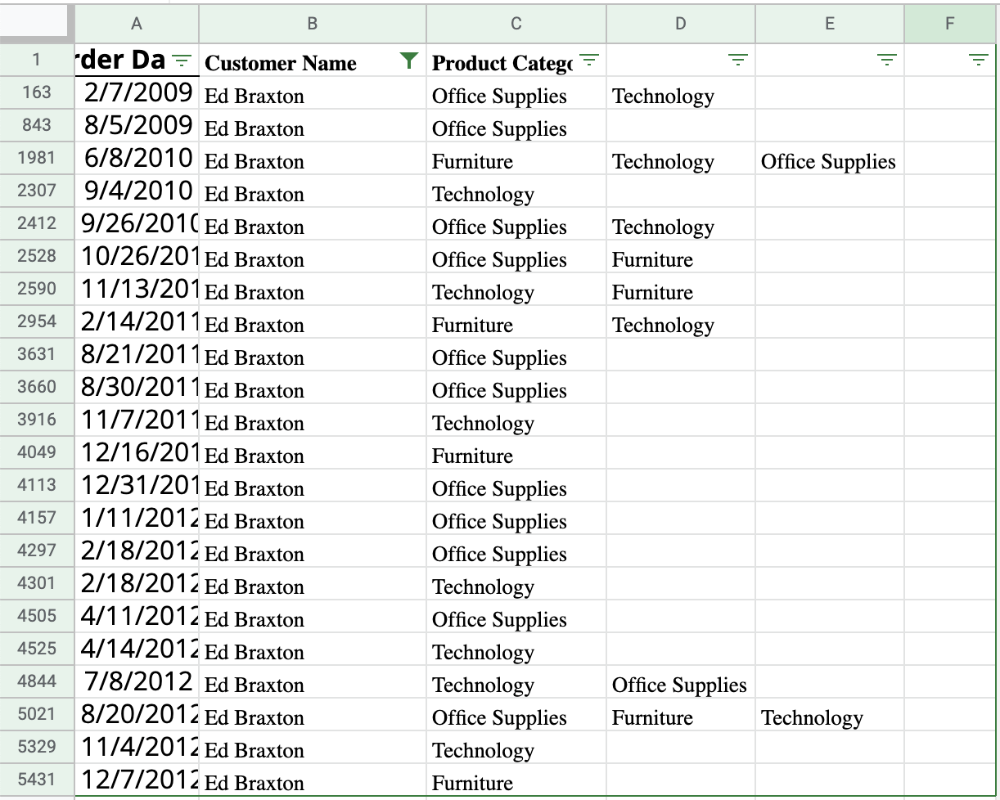 A B C D E F
1 rder Da Customer Name Product Catego
163 2/7/2009 Ed Braxton Office Supplies Technology
843 8/5/2009 Ed Braxton Office Supplies
1981 6/8/2010 Ed Braxton Furniture Technology Office Supplies
2307 9/4/2010 Ed Braxton Technology
2412 9/26/2010 Ed Braxton Office Supplies Technology
2528 10/26/201 Ed Braxton Office Supplies Furniture
2590 11/13/201 Ed Braxton Technology Furniture
2954 2/14/2011 Ed Braxton Furniture Technology
3631 8/21/2011 Ed Braxton Office Supplies
3660 8/30/2011 Ed Braxton Office Supplies
3916 11/7/2011 Ed Braxton Technology
4049 12/16/201 Ed Braxton Furniture
4113 12/31/201 Ed Braxton Office Supplies
4157 1/11/2012 Ed Braxton Office Supplies
4297 2/18/2012 Ed Braxton Office Supplies
4301 2/18/2012 Ed Braxton Technology
4505 4/11/2012 Ed Braxton Office Supplies
4525 4/14/2012 Ed Braxton Technology
4844 7/8/2012 Ed Braxton Technology Office Supplies
5021 8/20/2012 Ed Braxton Office Supplies Furniture Technology
5329 11/4/2012 Ed Braxton Technology
5431 12/7/2012 Ed Braxton Furniture